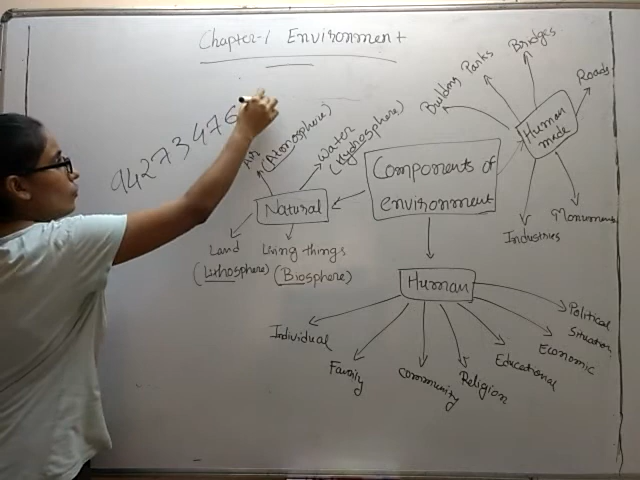 Chapter-1 Environment
94273476
Air
(Atmosphere)
Water
(Hydrosphere)
Natural
Land
(Lithosphere)
Living things
(Biosphere)
Components of
environment
Human
made
Building
Parks
Bridges
Roads
Monuments
Industries
Human
Individual
Family
Community
Religion
Educational
Economic
Political
Situation